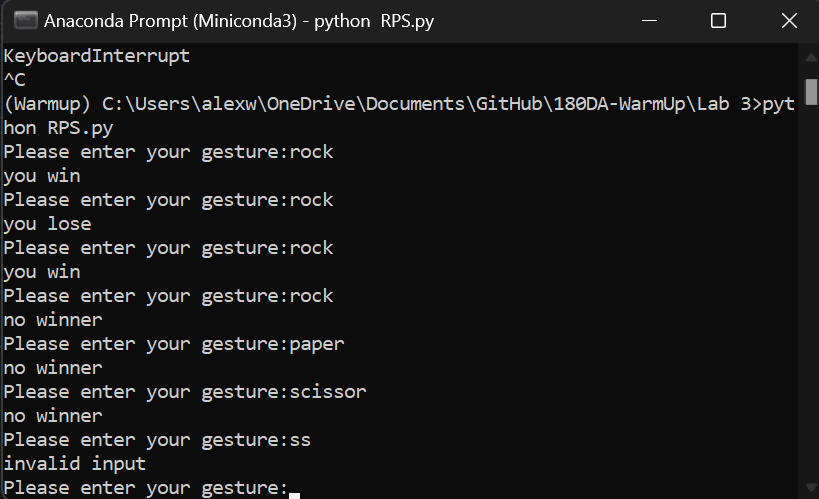 Anaconda Prompt (Miniconda3) - python  RPS.py
KeyboardInterrupt
^C
(Warmup) C:\Users\alexw\OneDrive\Documents\GitHub\180DA-WarmUp\Lab 3>pyt
hon RPS.py
Please enter your gesture:rock
you win
Please enter your gesture:rock
you lose
Please enter your gesture:rock
you win
Please enter your gesture:rock
no winner
Please enter your gesture:paper
no winner
Please enter your gesture:scissor
no winner
Please enter your gesture:ss
invalid input
Please enter your gesture: